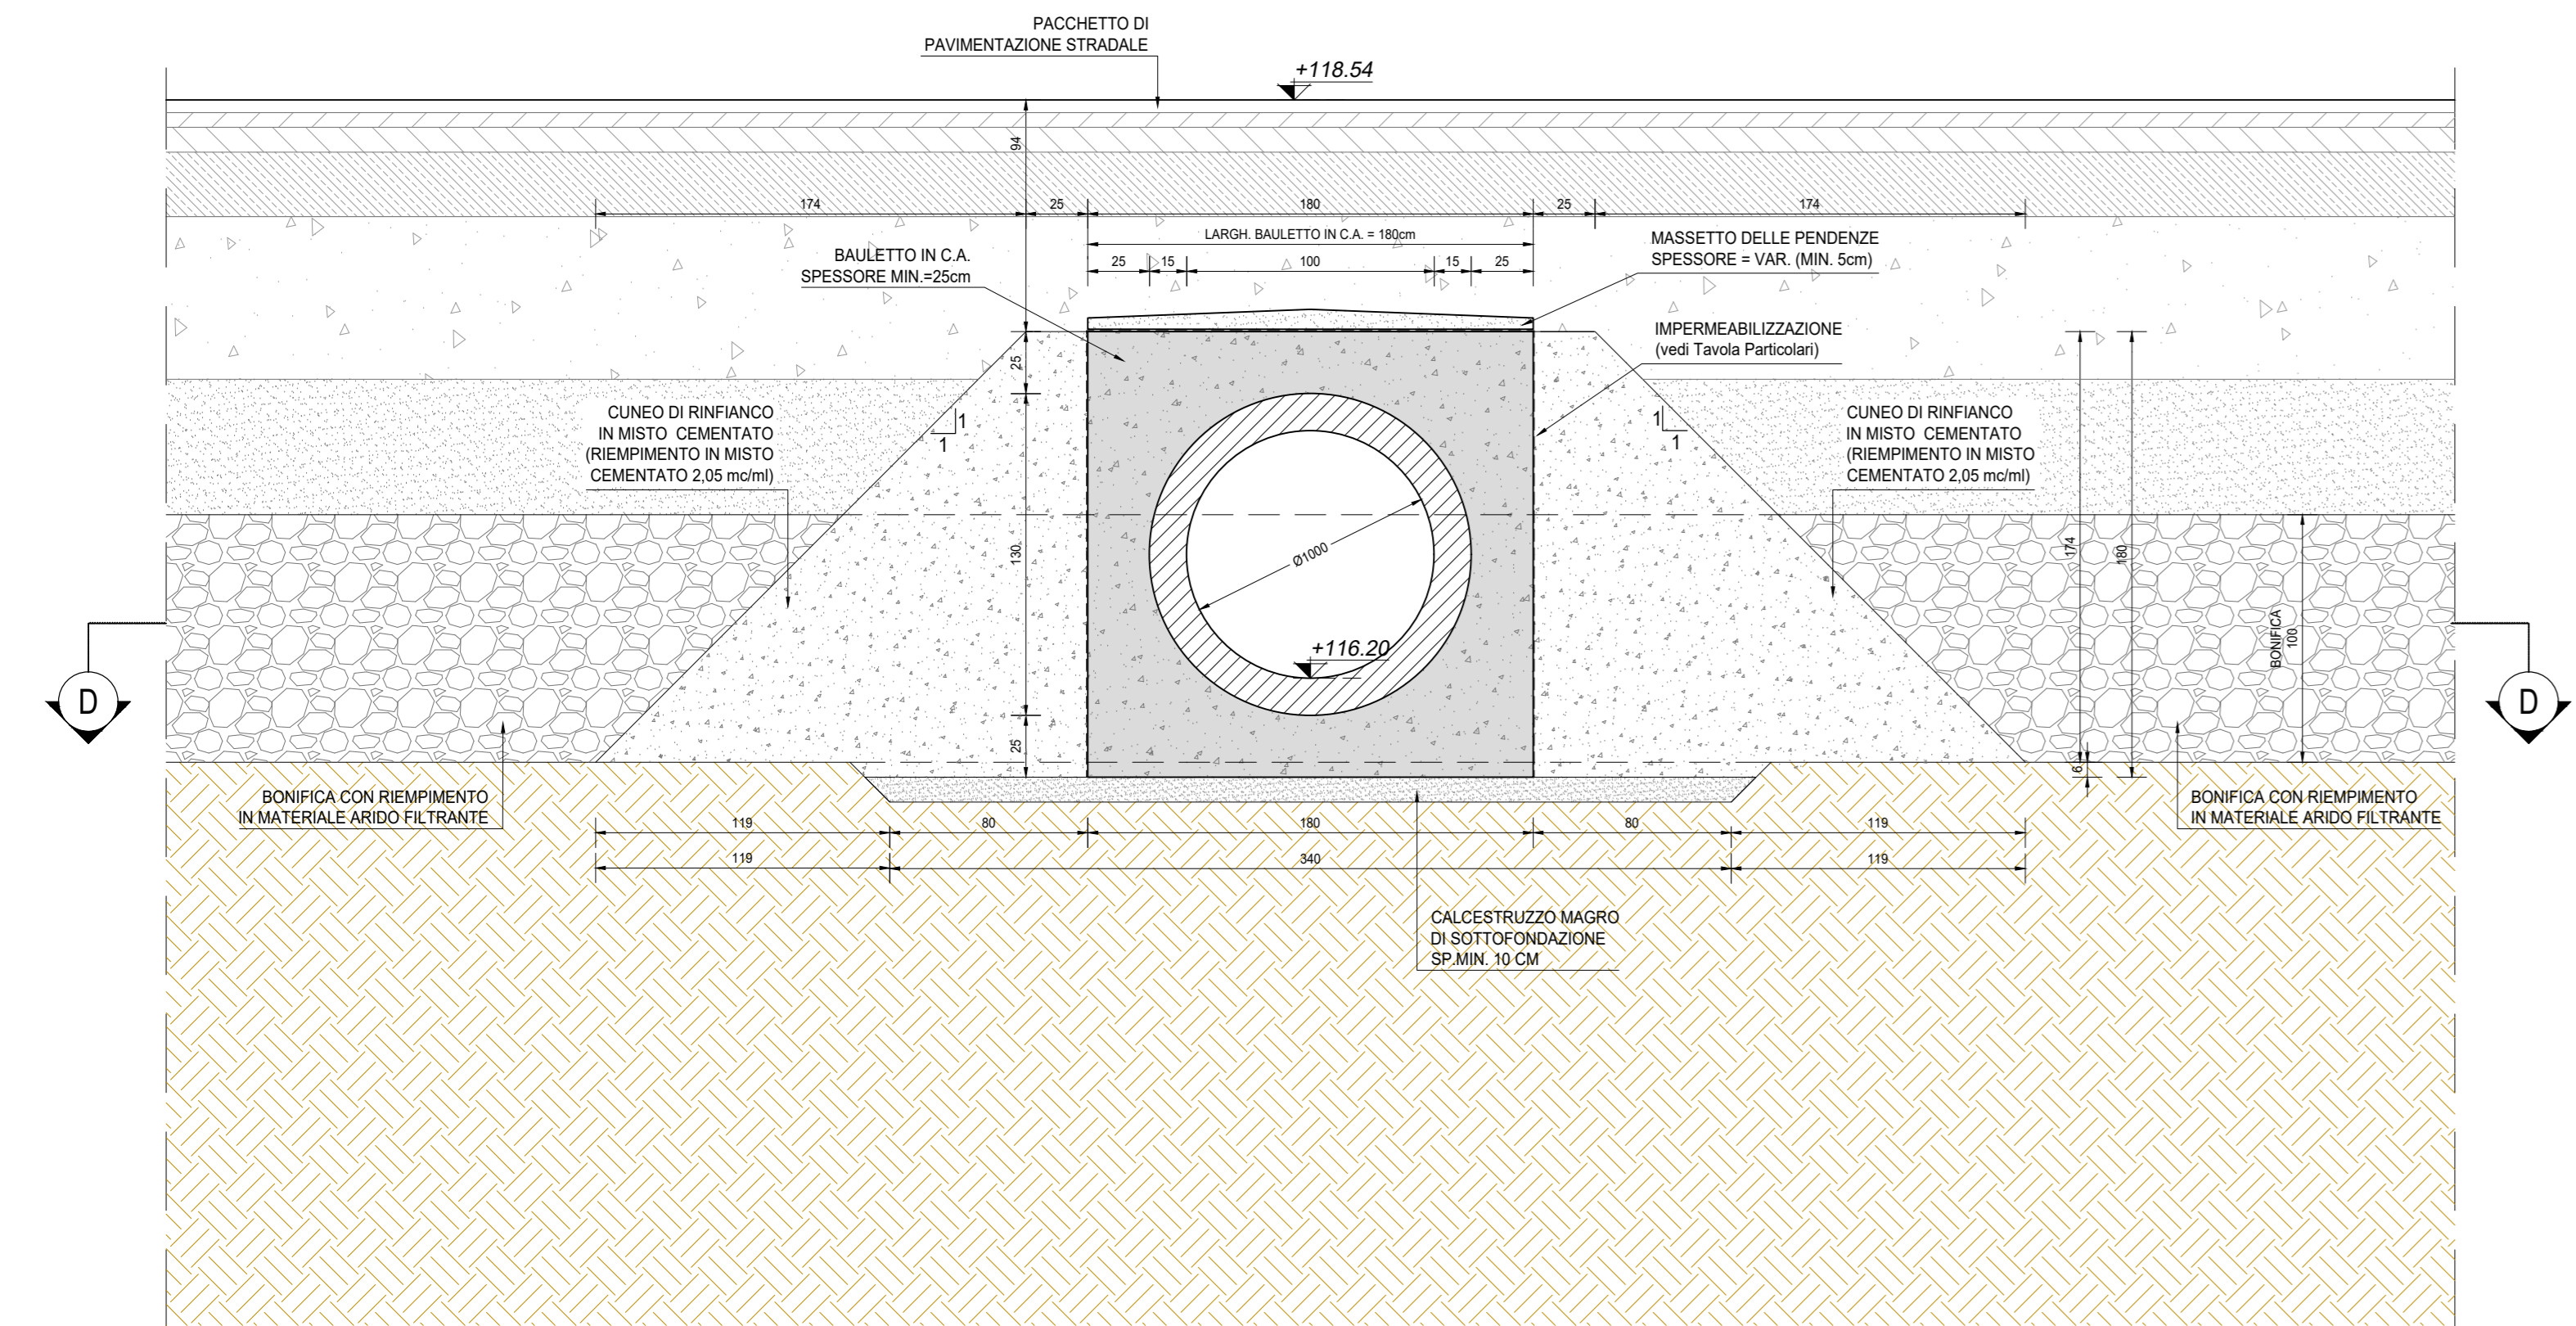 PACCHETTO DI
PAVIMENTAZIONE STRADALE
+118.54
94
174
25
180
25
174
LARGH. BAULETTO IN C.A. = 180cm
25
15
100
15
25
BAULETTO IN C.A.
SPESSORE MIN.=25cm
MASSETTO DELLE PENDENZE
SPESSORE = VAR. (MIN. 5cm)
IMPERMEABILIZZAZIONE
(vedi Tavola Particolari)
25
CUNEO DI RINFIANCO
IN MISTO CEMENTATO
(RIEMPIMENTO IN MISTO
CEMENTATO 2,05 mc/ml)
1
1
1
1
CUNEO DI RINFIANCO
IN MISTO CEMENTATO
(RIEMPIMENTO IN MISTO
CEMENTATO 2,05 mc/ml)
130
Ø1000
174
180
BONIFICA
100
+116.20
D
D
25
6
BONIFICA CON RIEMPIMENTO
IN MATERIALE ARIDO FILTRANTE
BONIFICA CON RIEMPIMENTO
IN MATERIALE ARIDO FILTRANTE
119
80
180
80
119
119
340
119
CALCESTRUZZO MAGRO
DI SOTTOFONDAZIONE
SP.MIN. 10 CM